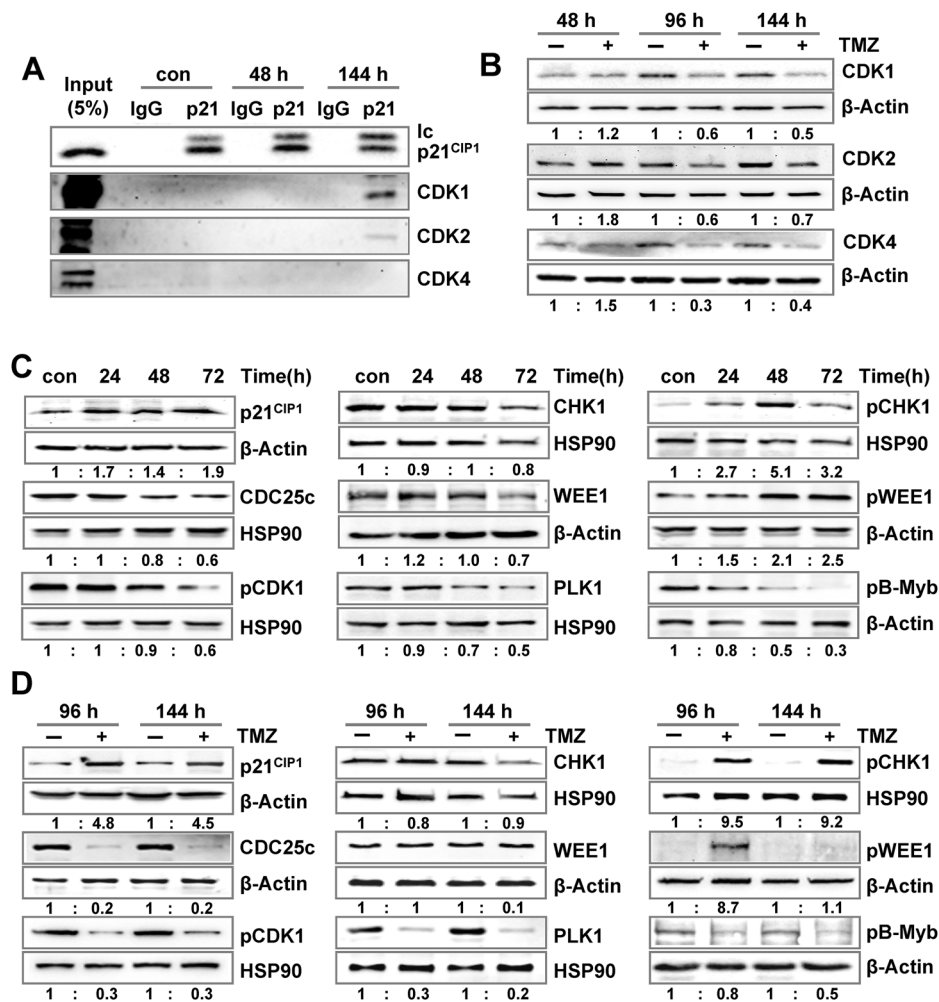 A
Input
(5%)
con 48 h 144 h
IgG p21 IgG p21 IgG p21
Ic
p21CIP1
CDK1
CDK2
CDK4
B
48 h 96 h 144 h
– + – + – + TMZ
CDK1
β-Actin
1 : 1.2 1 : 0.6 1 : 0.5
CDK2
β-Actin
1 : 1.8 1 : 0.6 1 : 0.7
CDK4
β-Actin
1 : 1.5 1 : 0.3 1 : 0.4
C
con 24 48 72 Time(h)
p21CIP1
β-Actin
1 : 1.7 : 1.4 : 1.9
CDC25c
HSP90
1 : 1 : 0.8 : 0.6
pCDK1
HSP90
1 : 1 : 0.9 : 0.6
con 24 48 72 Time(h)
CHK1
HSP90
1 : 0.9 : 1 : 0.8
WEE1
β-Actin
1 : 1.2 : 1.0 : 0.7
PLK1
HSP90
1 : 0.9 : 0.7 : 0.5
con 24 48 72 Time(h)
pCHK1
HSP90
1 : 2.7 : 5.1 : 3.2
pWEE1
β-Actin
1 : 1.5 : 2.1 : 2.5
pB-Myb
β-Actin
1 : 0.8 : 0.5 : 0.3
D
96 h 144 h
– + – + TMZ
p21CIP1
β-Actin
1 : 4.8 1 : 4.5
CDC25c
β-Actin
1 : 0.2 1 : 0.2
pCDK1
HSP90
1 : 0.3 1 : 0.3
96 h 144 h
– + – + TMZ
CHK1
HSP90
1 : 0.8 1 : 0.9
WEE1
β-Actin
1 : 1 1 : 0.1
PLK1
HSP90
1 : 0.3 1 : 0.2
96 h 144 h
– + – + TMZ
pCHK1
HSP90
1 : 9.5 1 : 9.2
pWEE1
β-Actin
1 : 8.7 1 : 1.1
pB-Myb
β-Actin
1 : 0.8 1 : 0.5